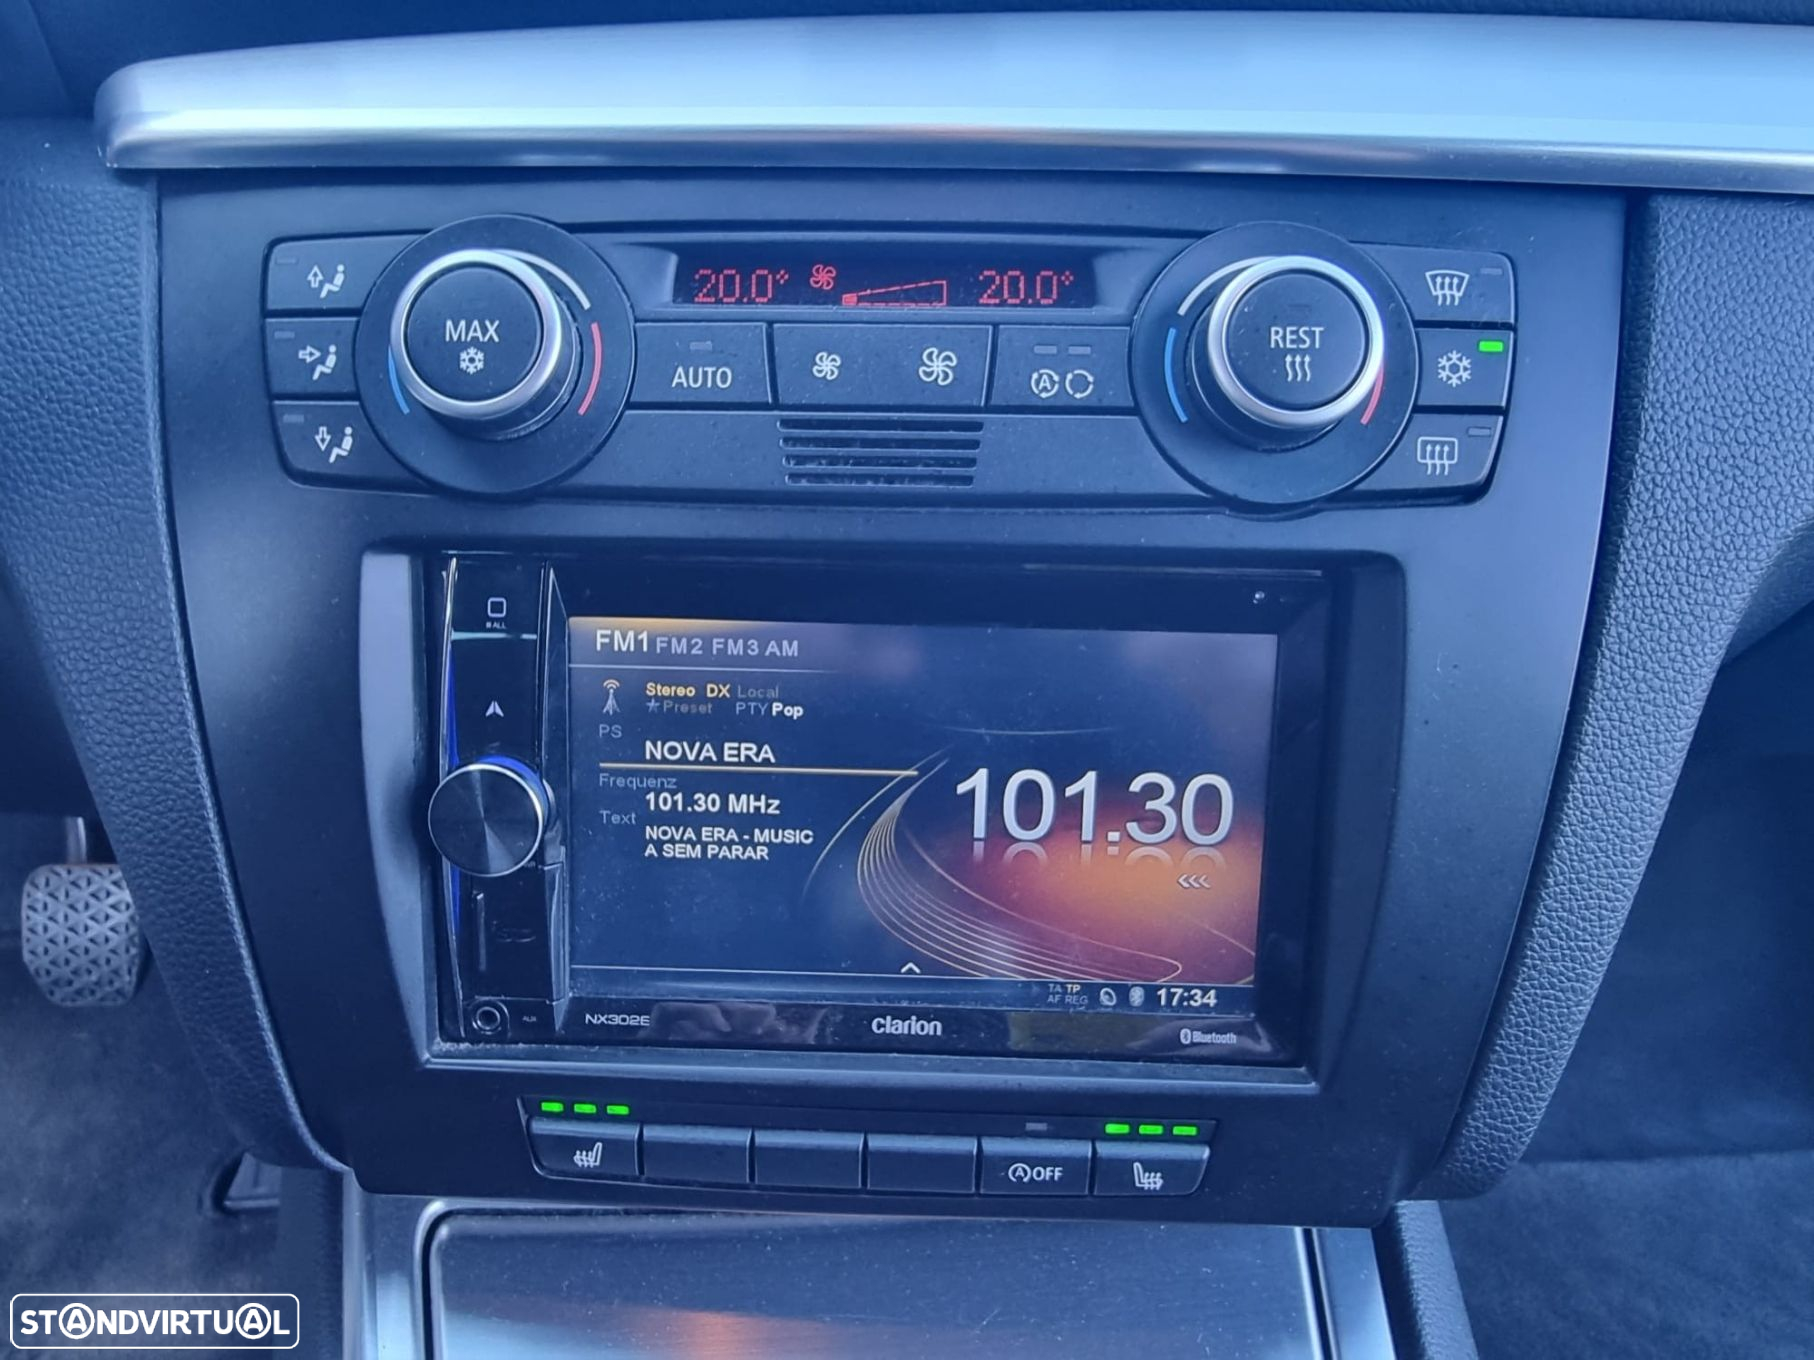 20.0° 20.0°
MAX
REST
AUTO
A
ALL
FM1 FM2 FM3 AM
Stereo DX Local
Preset PTY Pop
PS
NOVA ERA
Frequenz
101.30 MHz
101.30
Text
NOVA ERA - MUSIC
A SEM PARAR
<<<
TA TP
AF REG
17:34
AUX
NX302E
clarion
Bluetooth
A OFF
STANDVIRTUAL